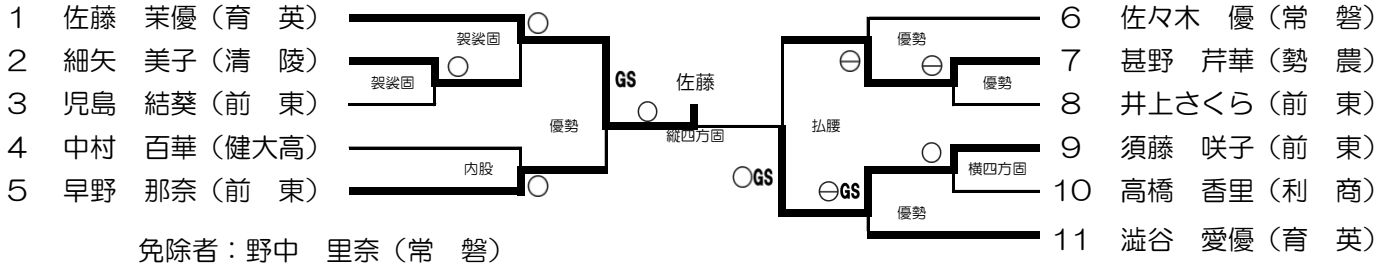 1 佐藤 茉優（育 英）
2 細矢 美子（清 陵）
3 児島 結葵（前 東）
4 中村 百華（健大高）
5 早野 那奈（前 東）
免除者：野中 里奈（常 磐）
袈裟固
○
袈裟固
○
優勢
内股
○
GS
○
佐藤
縦四方固
払腰
○GS
優勢
⊖
⊖
優勢
○
横四方固
⊖GS
優勢
6 佐々木 優（常 磐）
7 甚野 芹華（勢 農）
8 井上さくら（前 東）
9 須藤 咲子（前 東）
10 高橋 香里（利 商）
11 澁谷 愛優（育 英）